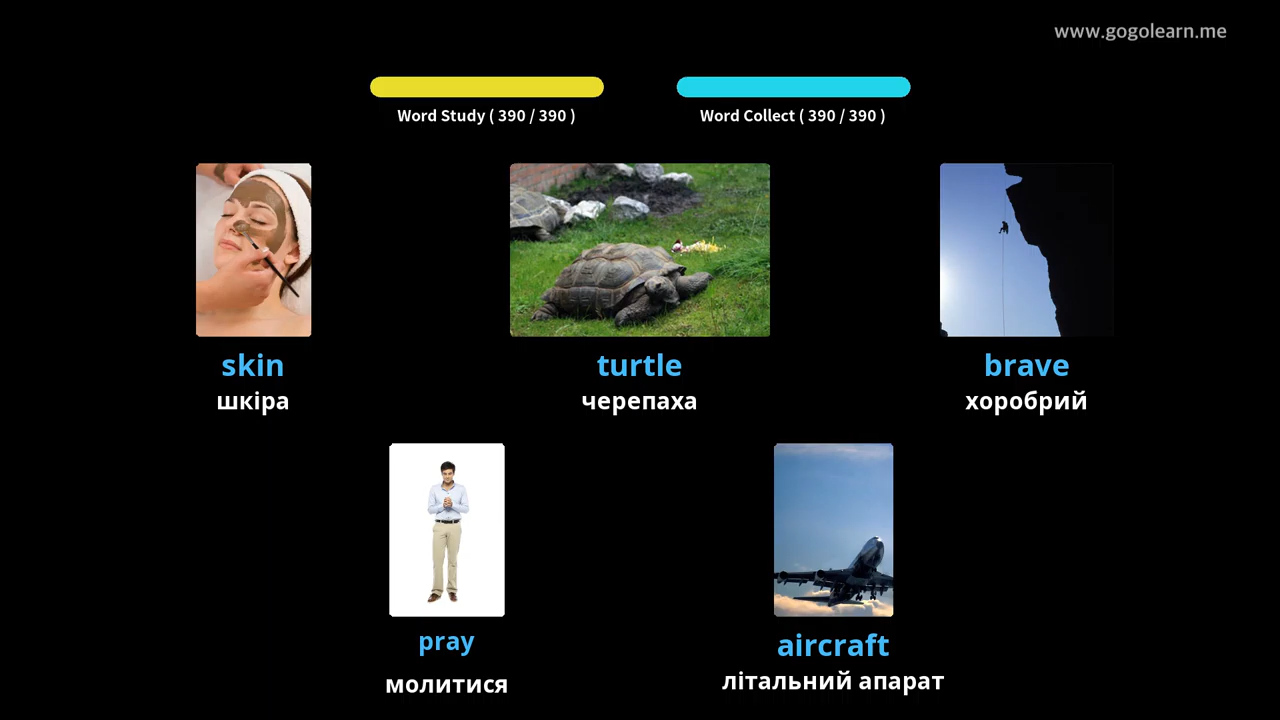 www.gogolearn.me
Word Study ( 390 / 390 )
Word Collect ( 390 / 390 )
skin
шкіра
turtle
черепаха
brave
хоробрий
pray
молитися
aircraft
літальний апарат